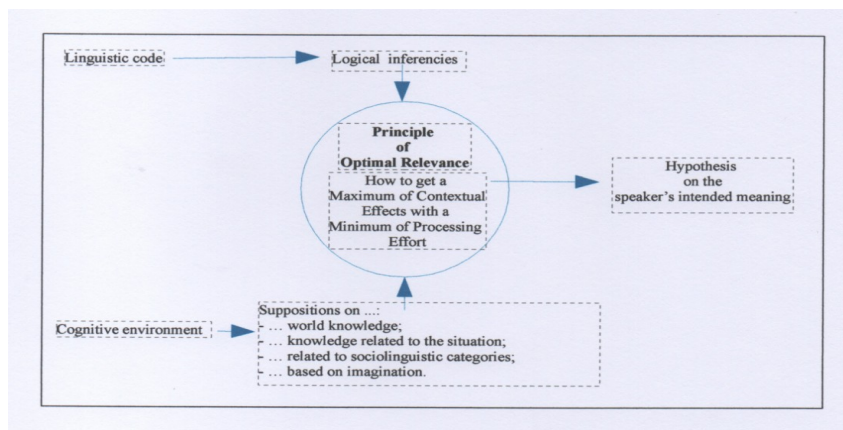 Linguistic code
Logical inferencies
Principle
of
Optimal Relevance
How to get a
Maximum of Contextual
Effects with a
Minimum of Processing
Effort
Hypothesis
on the
speaker's intended meaning
Cognitive environment
Suppositions on ...:
- ... world knowledge;
- ... knowledge related to the situation;
- ... related to sociolinguistic categories;
- ... based on imagination.